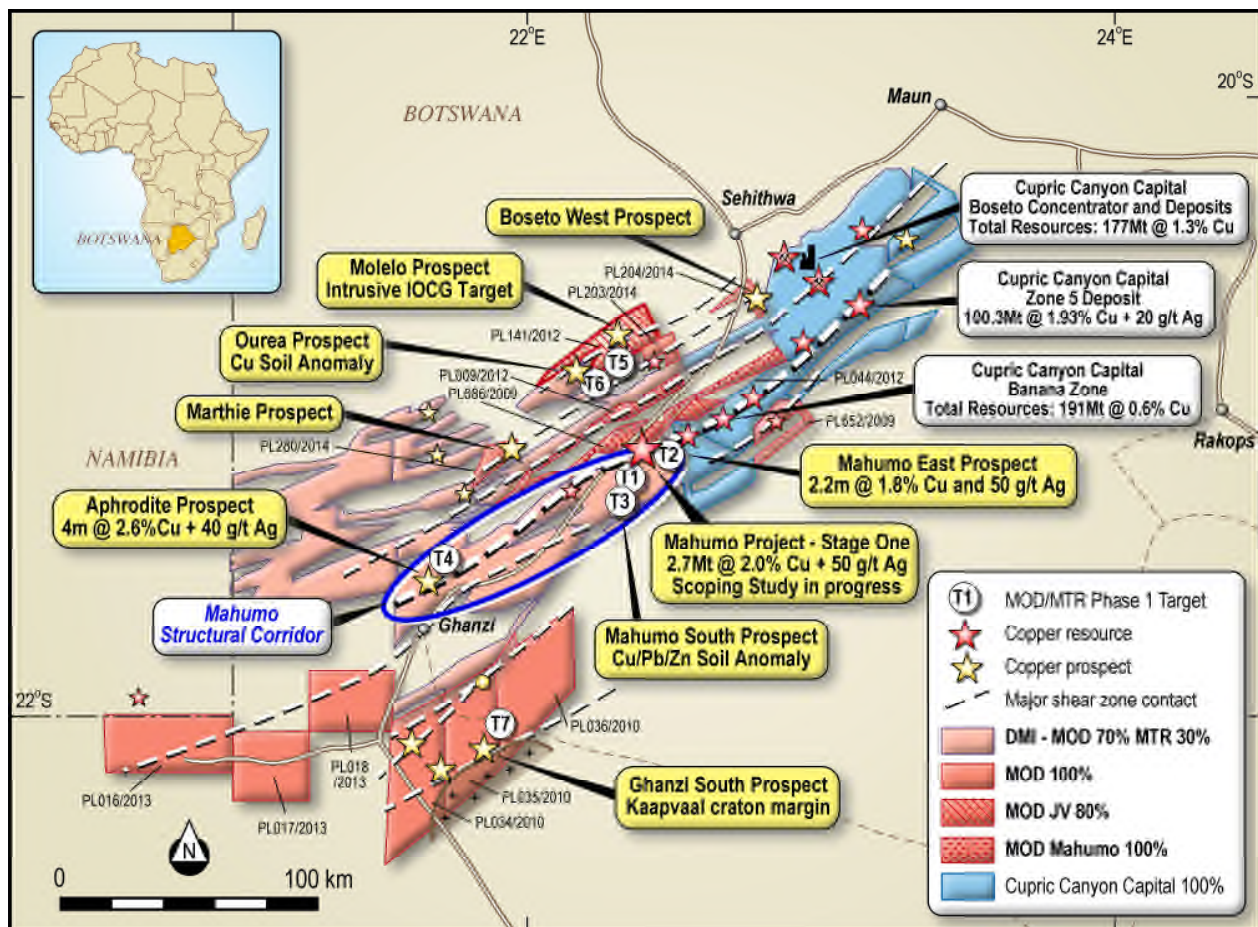 22°E
24°E
20°S
BOTSWANA
Maun
BOTSWANA
Sehithwa
Cupric Canyon Capital
Boseto Concentrator and Deposits
Total Resources: 177Mt @ 1.3% Cu
Boseto West Prospect
PL204/2014
Molelo Prospect
Intrusive IOCG Target
PL203/2014
Cupric Canyon Capital
Zone 5 Deposit
100.3Mt @ 1.93% Cu + 20 g/t Ag
PL141/2012
Ourea Prospect
Cu Soil Anomaly
T5
T6
PL009/2012
PL686/2009
PL044/2012
Cupric Canyon Capital
Banana Zone
Total Resources: 191Mt @ 0.6% Cu
Marthie Prospect
PL280/2014
PL652/2009
Rakops
NAMIBIA
T2
T1
T3
Mahumo East Prospect
2.2m @ 1.8% Cu and 50 g/t Ag
Aphrodite Prospect
4m @ 2.6%Cu + 40 g/t Ag
T4
Mahumo Project - Stage One
2.7Mt @ 2.0% Cu + 50 g/t Ag
Scoping Study in progress
Mahumo
Structural Corridor
Ghanzi
Mahumo South Prospect
Cu/Pb/Zn Soil Anomaly
22°S
T7
PL036/2010
PL018
/2013
PL016/2013
PL017/2013
PL035/2010
PL034/2010
Ghanzi South Prospect
Kaapvaal craton margin
N
0
100 km
T1
MOD/MTR Phase 1 Target
Copper resource
Copper prospect
Major shear zone contact
DMI - MOD 70% MTR 30%
MOD 100%
MOD JV 80%
MOD Mahumo 100%
Cupric Canyon Capital 100%